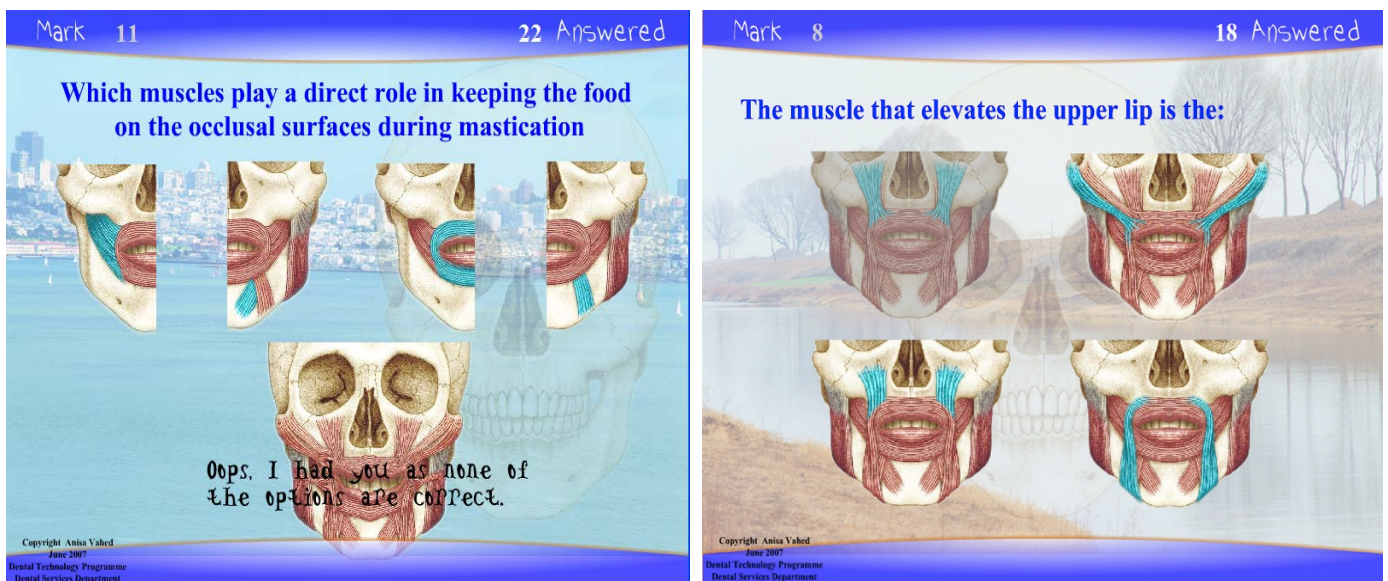 Mark 11
22 Answered
Which muscles play a direct role in keeping the food
on the occlusal surfaces during mastication
Oops, I had you as none of
the options are correct.
Copyright Anisa Vahed
June 2007
Dental Technology Programme
Dental Services Department
Mark 8
18 Answered
The muscle that elevates the upper lip is the:
Copyright Anisa Vahed
June 2007
Dental Technology Programme
Dental Services Department